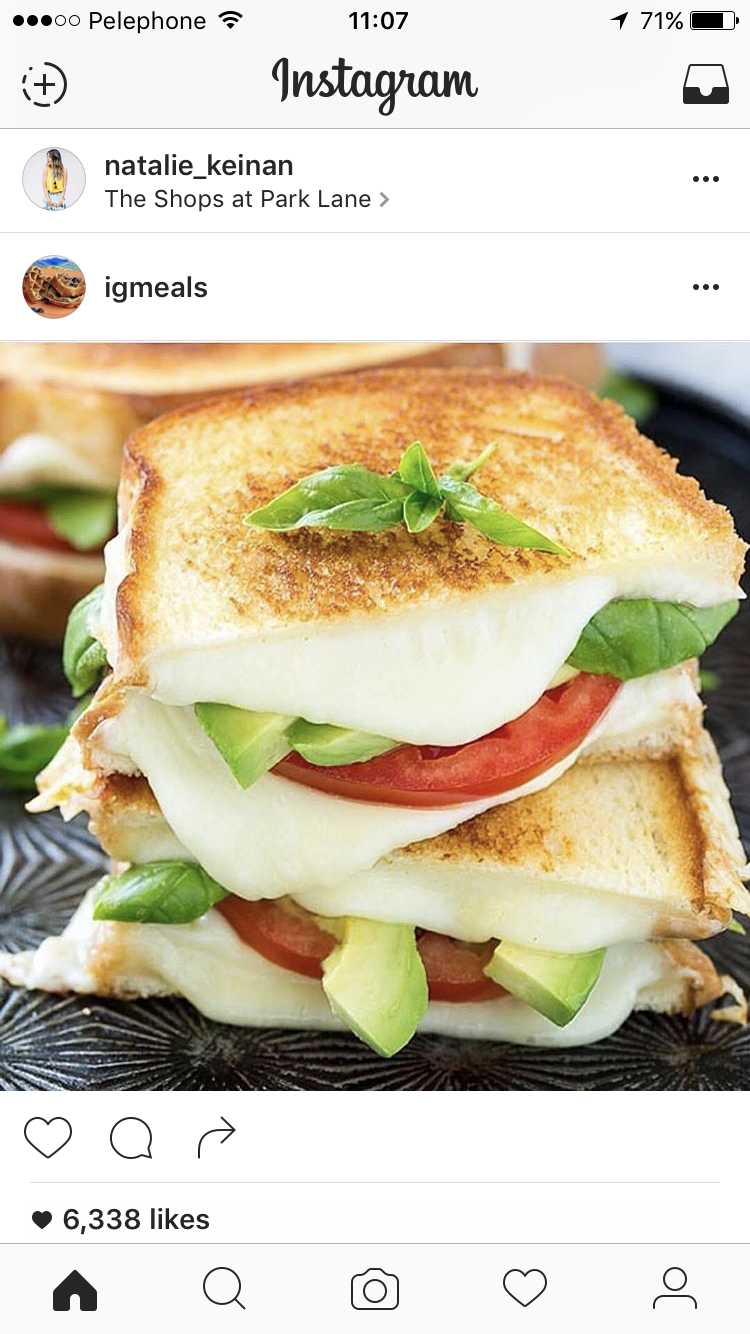 Pelephone 11:07 71%
Instagram
natalie_keinan
The Shops at Park Lane
igmeals
6,338 likes